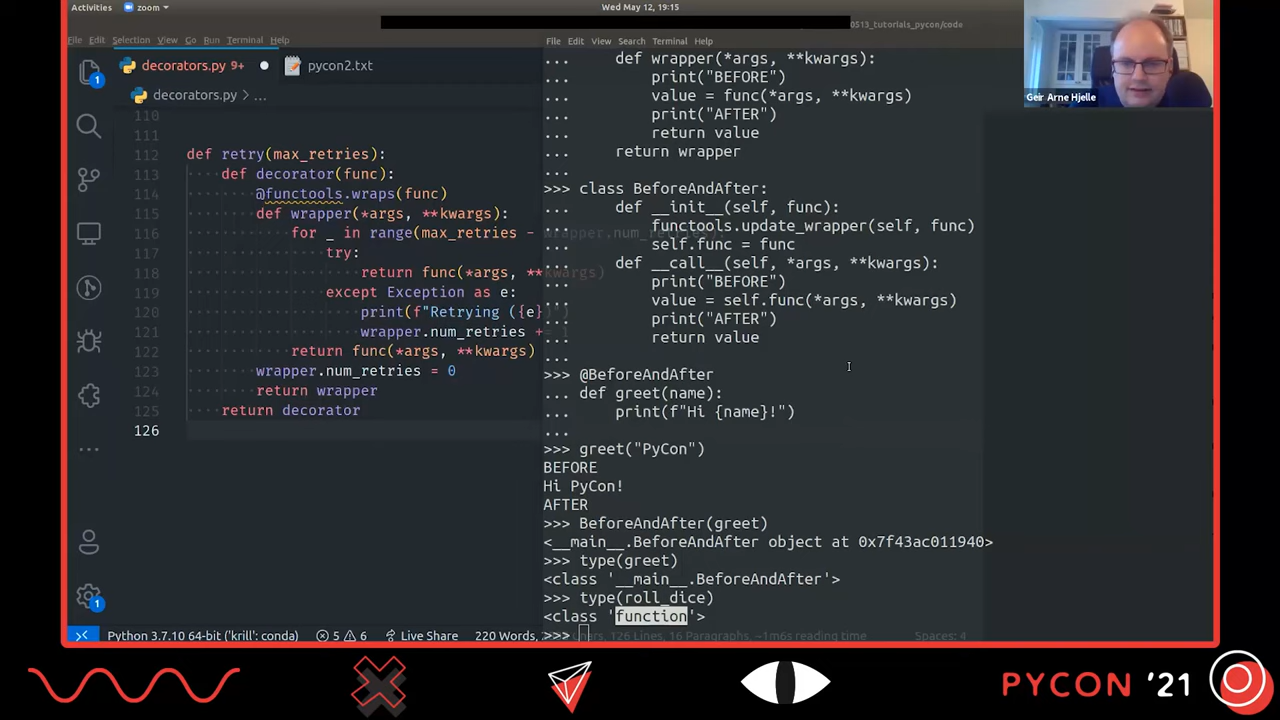 Activities
zoom
Wed May 12, 19:15
0513_tutorials_pycon/code
File Edit Selection View Go Run Terminal Help
decorators.py 9+
pycon2.txt
decorators.py > ...
110
111
112 def retry(max_retries):
113 def decorator(func):
114 @functools.wraps(func)
115 def wrapper(*args, **kwargs):
116 for _ in range(max_retries - wrapper.num_retries):
117 try:
118 return func(*args, **kwargs)
119 except Exception as e:
120 print(f"Retrying ({e})")
121 wrapper.num_retries += 1
122 return func(*args, **kwargs)
123 wrapper.num_retries = 0
124 return wrapper
125 return decorator
126
File Edit View Search Terminal Help
... def wrapper(*args, **kwargs):
... print("BEFORE")
... value = func(*args, **kwargs)
... print("AFTER")
... return value
... return wrapper
...
>>> class BeforeAndAfter:
... def __init__(self, func):
... functools.update_wrapper(self, func)
... self.func = func
... def __call__(self, *args, **kwargs):
... print("BEFORE")
... value = self.func(*args, **kwargs)
... print("AFTER")
... return value
...
>>> @BeforeAndAfter
... def greet(name):
... print(f"Hi {name}!")
...
>>> greet("PyCon")
BEFORE
Hi PyCon!
AFTER
>>> BeforeAndAfter(greet)
<__main__.BeforeAndAfter object at 0x7f43ac011940>
>>> type(greet)
<class '__main__.BeforeAndAfter'>
>>> type(roll_dice)
<class 'function'>
>>>
Geir Arne Hjelle
1
1
Python 3.7.10 64-bit ('krill': conda)
5
6
Live Share
220 Words, 126 Lines, 16 Paragraphs, ~1m6s reading time
Spaces: 4
PYCON '21